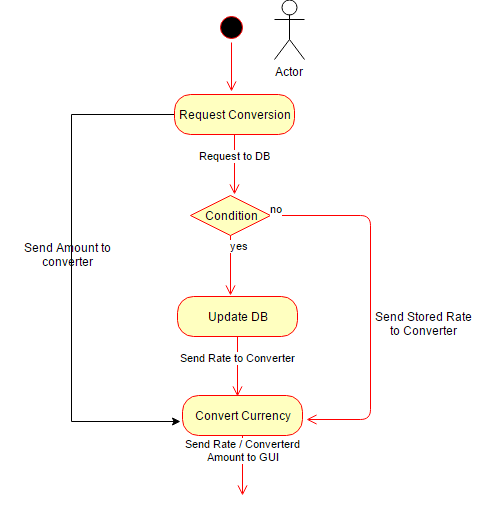 Actor
Request Conversion
Request to DB
Condition
no
yes
Send Amount to
converter
Update DB
Send Stored Rate
to Converter
Send Rate to Converter
Convert Currency
Send Rate / Converterd
Amount to GUI